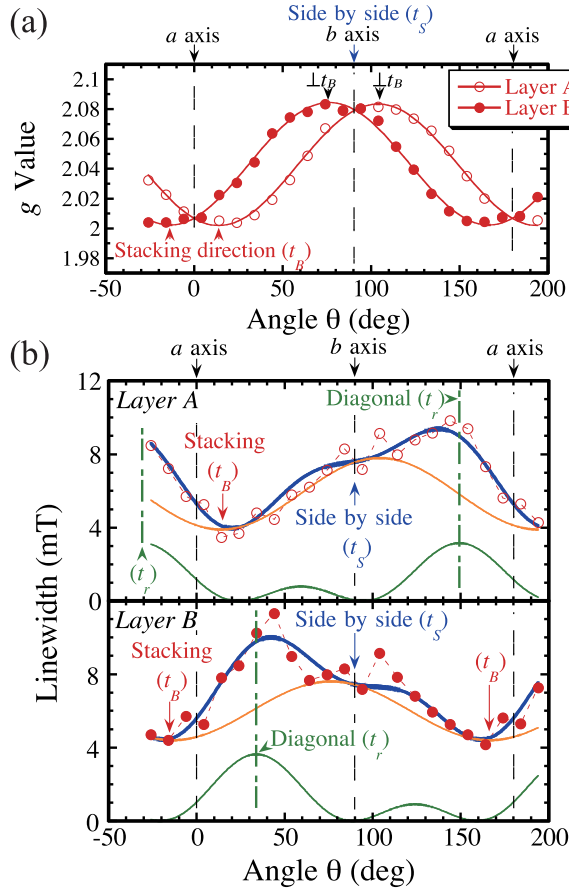 (a)
Side by side (tS)
a axis
b axis
a axis
⊥tB
⊥tB
Layer A
Layer B
2.1
2.08
2.06
2.04
2.02
2
1.98
g Value
Stacking direction (tB)
-50 0 50 100 150 200
Angle θ (deg)
(b)
a axis
b axis
a axis
12
8
4
0
Layer A
Diagonal (tr)
Stacking
(tB)
Side by side
(tS)
(tr)
Linewidth (mT)
8
4
0
Layer B
Side by side (tS)
Stacking
(tB)
(tB)
Diagonal (tr)
-50 0 50 100 150 200
Angle θ (deg)